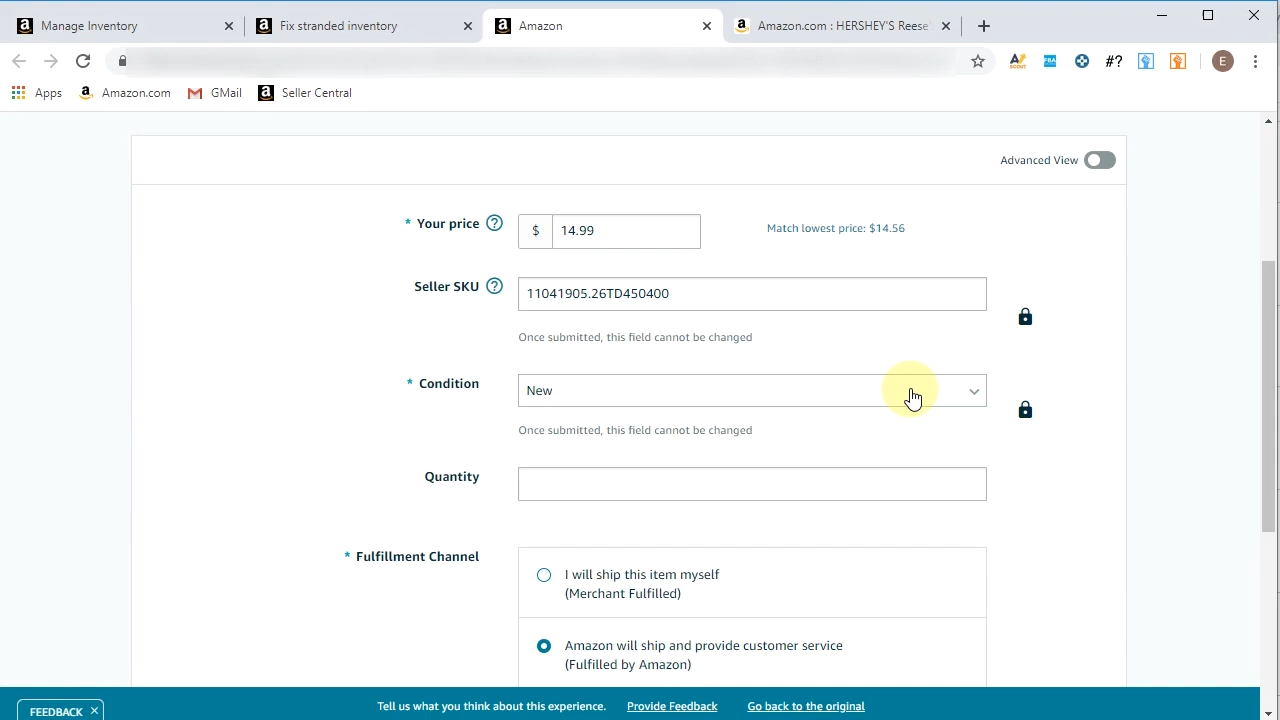 Manage Inventory
Fix stranded inventory
Amazon
Amazon.com : HERSHEY'S Reese'
#?
E
Apps
Amazon.com
GMail
Seller Central
Advanced View
* Your price ?
$ 14.99
Match lowest price: $14.56
Seller SKU ?
11041905.26TD450400
Once submitted, this field cannot be changed
* Condition
New
Once submitted, this field cannot be changed
Quantity
* Fulfillment Channel
I will ship this item myself
(Merchant Fulfilled)
Amazon will ship and provide customer service
(Fulfilled by Amazon)
FEEDBACK ×
Tell us what you think about this experience. Provide Feedback Go back to the original